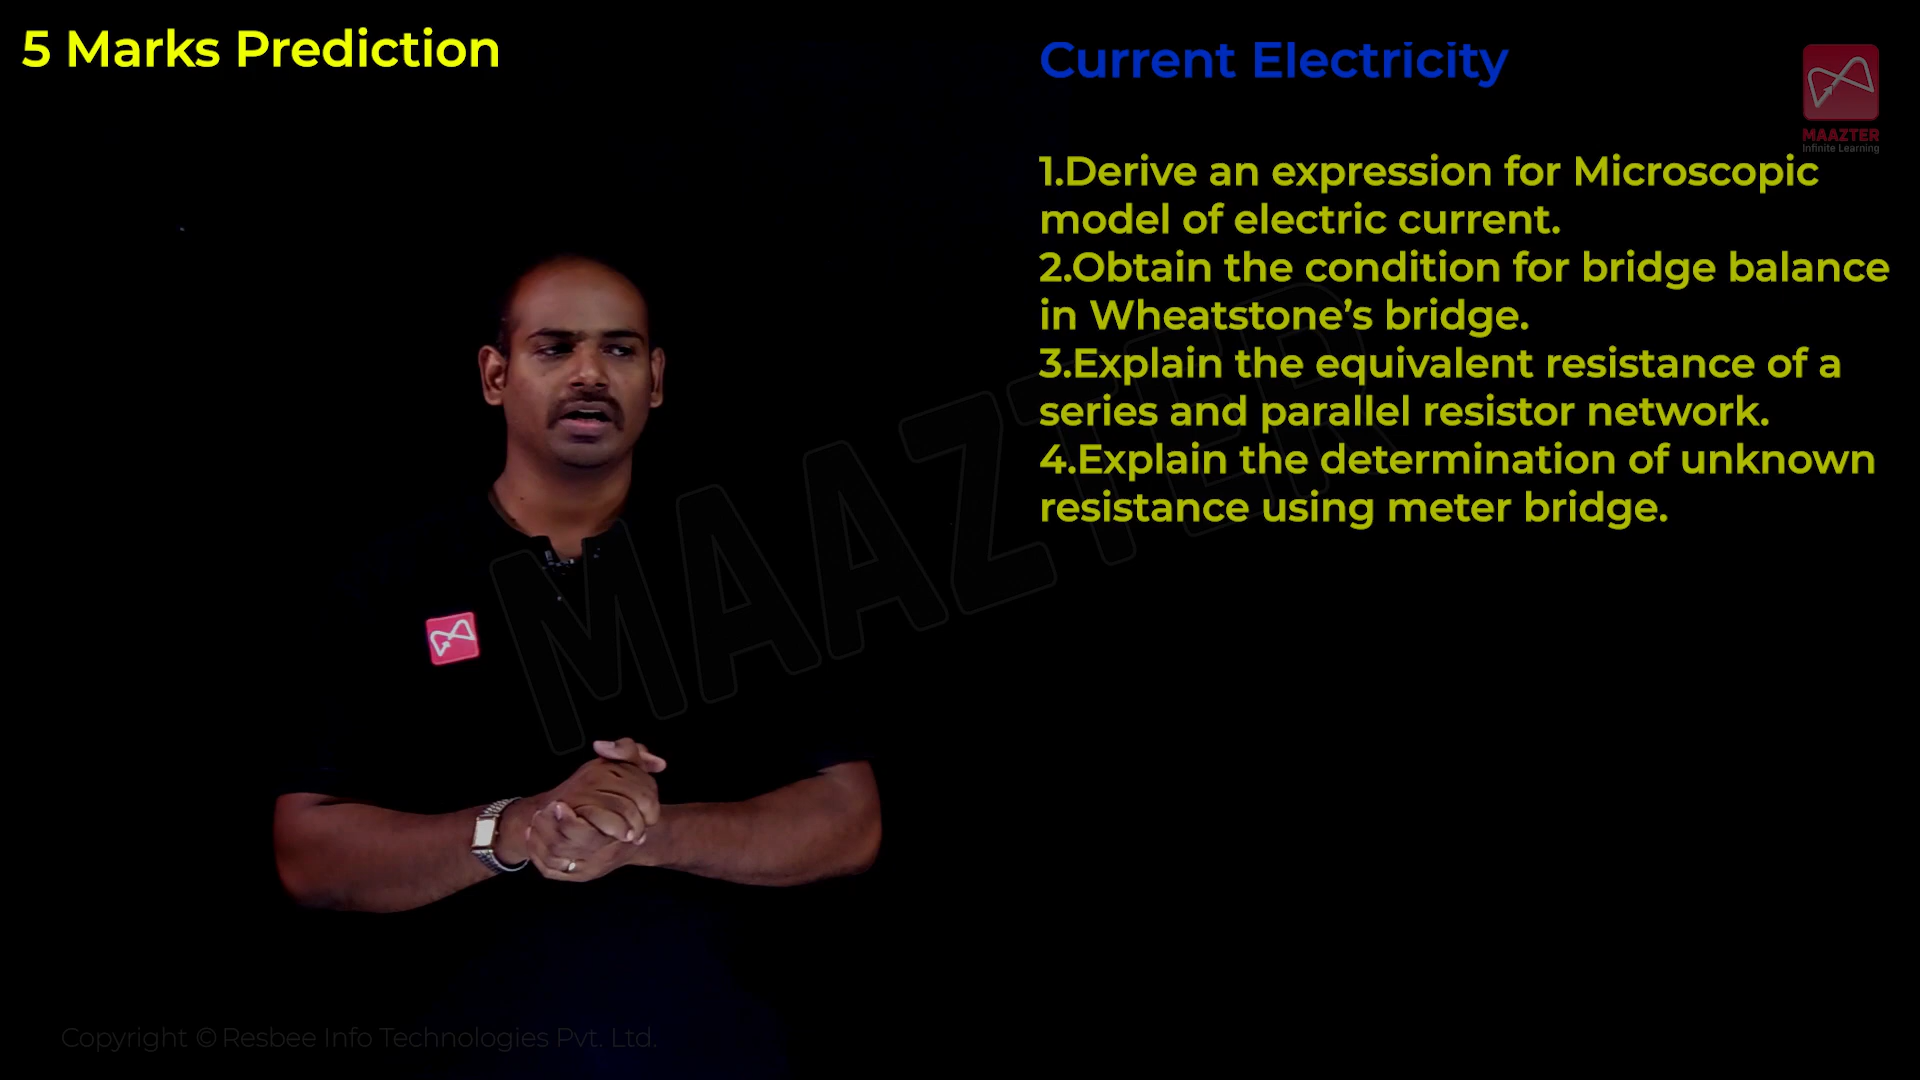 5 Marks Prediction
Current Electricity
MAAZTER
Infinite Learning
1.Derive an expression for Microscopic
model of electric current.
2.Obtain the condition for bridge balance
in Wheatstone’s bridge.
3.Explain the equivalent resistance of a
series and parallel resistor network.
4.Explain the determination of unknown
resistance using meter bridge.
MAAZTER
Copyright © Resbee Info Technologies Pvt. Ltd.